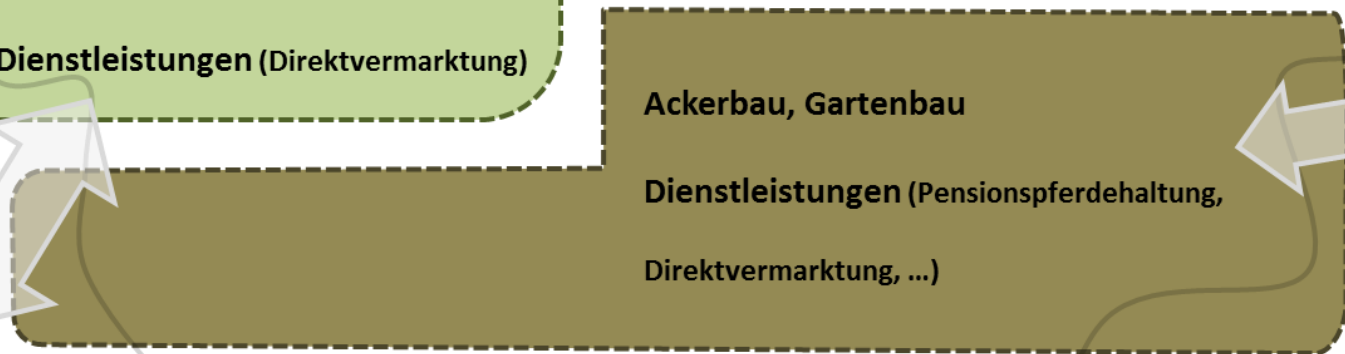 Dienstleistungen (Direktvermarktung)
Ackerbau, Gartenbau
Dienstleistungen (Pensionspferdehaltung,
Direktvermarktung, ...)